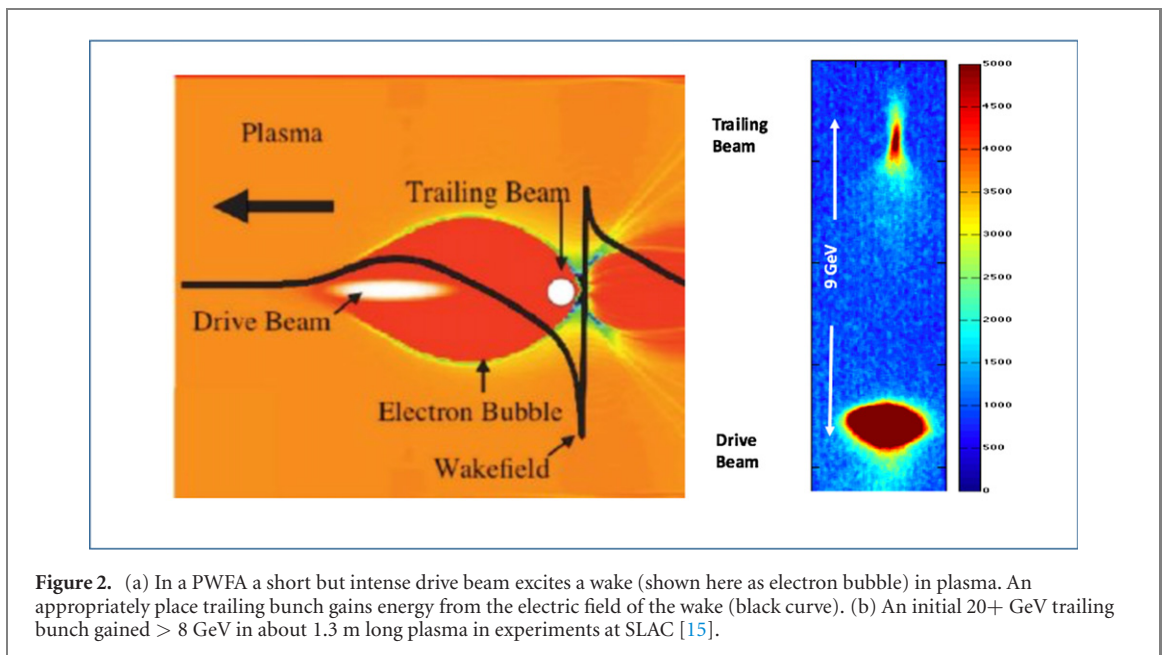 Plasma
Trailing Beam
Drive Beam
Electron Bubble
Wakefield
Trailing
Beam
9 GeV
Drive
Beam
5000
4500
4000
3500
3000
2500
2000
1500
1000
500
0
Figure 2. (a) In a PWFA a short but intense drive beam excites a wake (shown here as electron bubble) in plasma. An
appropriately place trailing bunch gains energy from the electric field of the wake (black curve). (b) An initial 20+ GeV trailing
bunch gained > 8 GeV in about 1.3 m long plasma in experiments at SLAC [15].